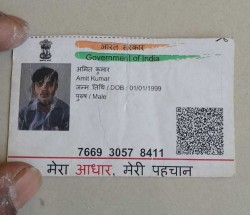 भारत सरकार
Government of India
अमित कुमार
Amit Kumar
जन्म तिथि / DOB : 01/01/1999
पुरुष / Male
7669 3057 8411
मेरा आधार, मेरी पहचान